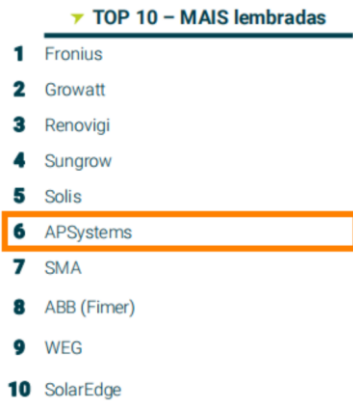 TOP 10 – MAIS lembradas
1 Fronius
2 Growatt
3 Renovigi
4 Sungrow
5 Solis
6 APSystems
7 SMA
8 ABB (Fimer)
9 WEG
10 SolarEdge